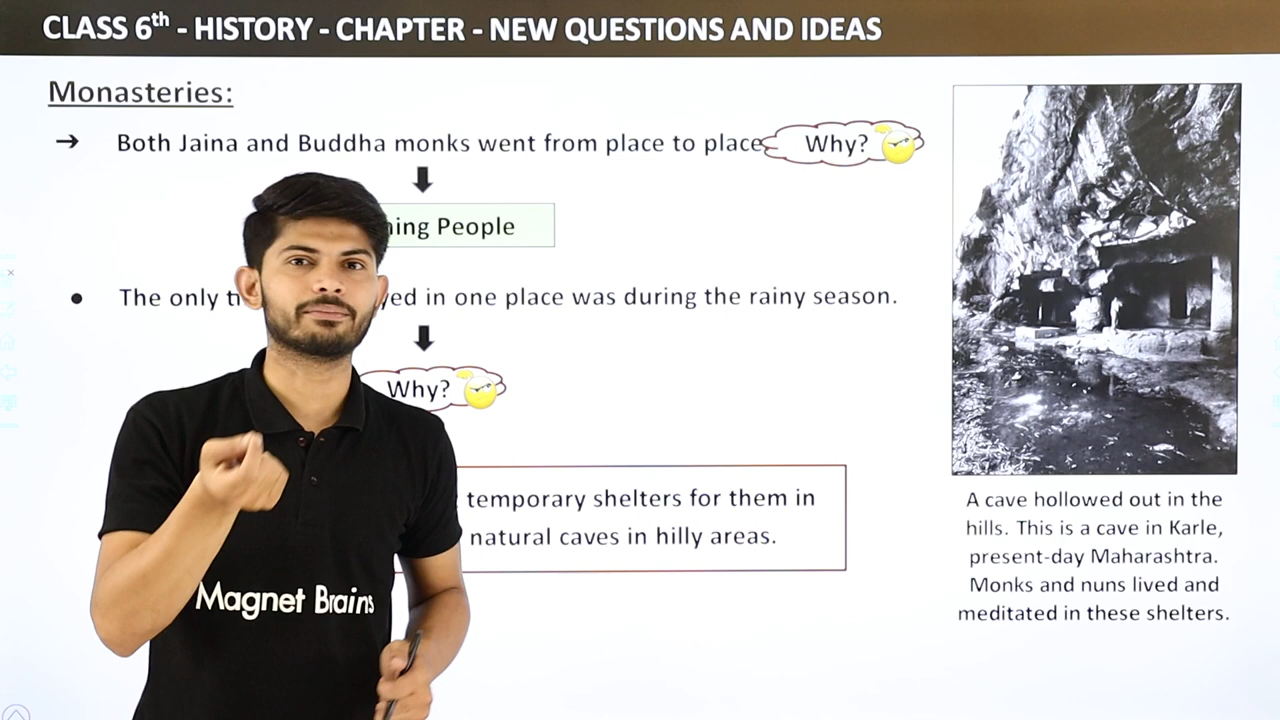 CLASS 6th - HISTORY - CHAPTER - NEW QUESTIONS AND IDEAS
Monasteries:
→ Both Jaina and Buddha monks went from place to place
Why?
People
• The only in one place was during the rainy season.
Why?
temporary shelters for them in
natural caves in hilly areas.
A cave hollowed out in the
hills. This is a cave in Karle,
present-day Maharashtra.
Monks and nuns lived and
meditated in these shelters.
Magnet Brains